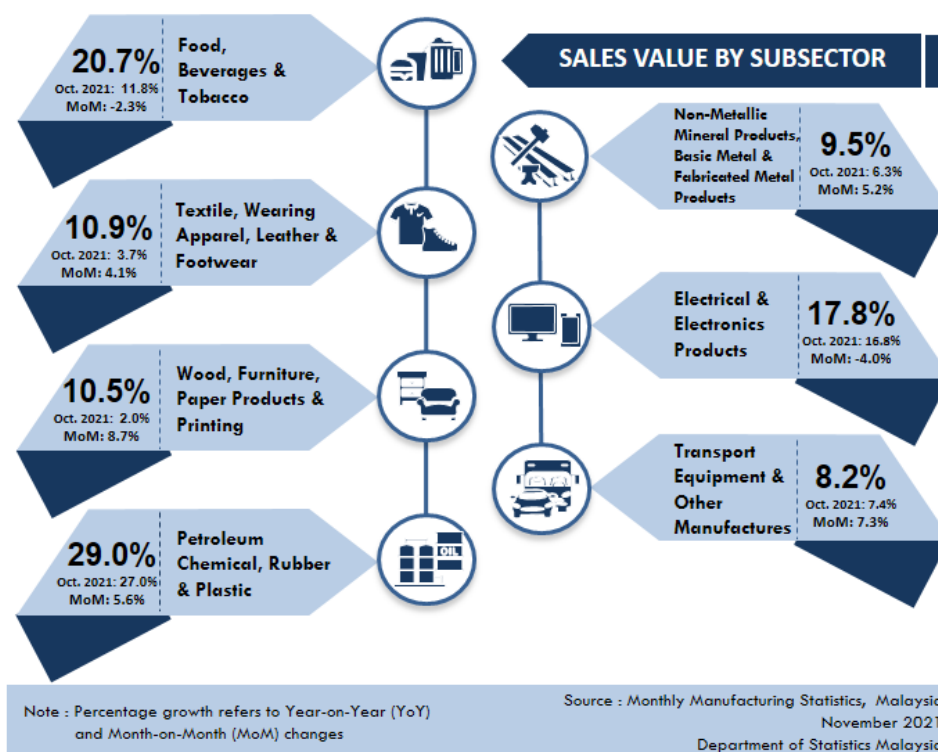 SALES VALUE BY SUBSECTOR
20.7%
Oct. 2021: 11.8%
MoM: -2.3%
Food,
Beverages &
Tobacco
10.9%
Oct. 2021: 3.7%
MoM: 4.1%
Textile, Wearing
Apparel, Leather &
Footwear
10.5%
Oct. 2021: 2.0%
MoM: 8.7%
Wood, Furniture,
Paper Products &
Printing
29.0%
Oct. 2021: 27.0%
MoM: 5.6%
Petroleum
Chemical, Rubber
& Plastic
OIL
Non-Metallic
Mineral Products,
Basic Metal &
Fabricated Metal
Products
9.5%
Oct. 2021: 6.3%
MoM: 5.2%
Electrical &
Electronics
Products
17.8%
Oct. 2021: 16.8%
MoM: -4.0%
Transport
Equipment &
Other
Manufactures
8.2%
Oct. 2021: 7.4%
MoM: 7.3%
Note : Percentage growth refers to Year-on-Year (YoY)
and Month-on-Month (MoM) changes
Source : Monthly Manufacturing Statistics, Malaysia
November 2021
Department of Statistics Malaysia